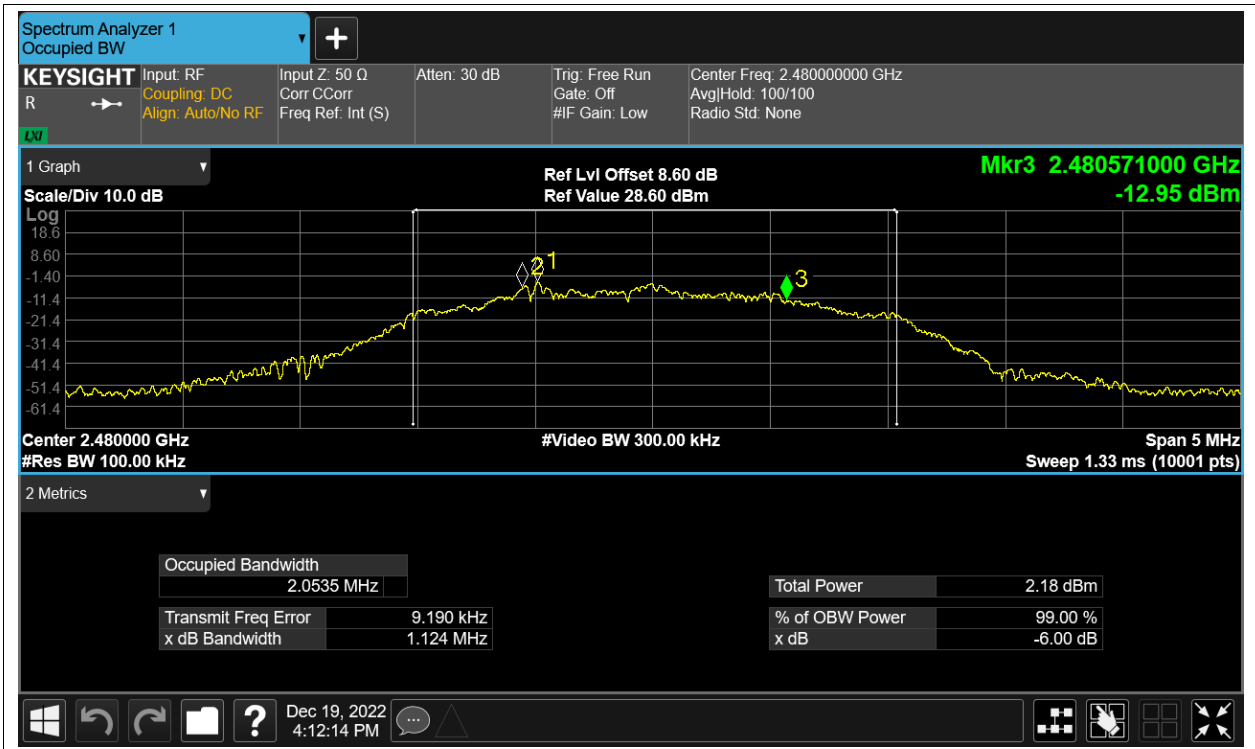 Spectrum Analyzer 1
Occupied BW
KEYSIGHT
R
LXI
Input: RF
Coupling: DC
Align: Auto/No RF
Input Z: 50 Ω
Corr CCorr
Freq Ref: Int (S)
Atten: 30 dB
Trig: Free Run
Gate: Off
#IF Gain: Low
Center Freq: 2.480000000 GHz
Avg|Hold: 100/100
Radio Std: None
1 Graph
Scale/Div 10.0 dB
Ref Lvl Offset 8.60 dB
Ref Value 28.60 dBm
Mkr3 2.480571000 GHz
-12.95 dBm
Log
18.6
8.60
-1.40
-11.4
-21.4
-31.4
-41.4
-51.4
-61.4
2 1
3
Center 2.480000 GHz
#Video BW 300.00 kHz
Span 5 MHz
#Res BW 100.00 kHz
Sweep 1.33 ms (10001 pts)
2 Metrics
Occupied Bandwidth
2.0535 MHz
Total Power 2.18 dBm
Transmit Freq Error 9.190 kHz
% of OBW Power 99.00 %
x dB Bandwidth 1.124 MHz
x dB -6.00 dB
?
Dec 19, 2022
4:12:14 PM